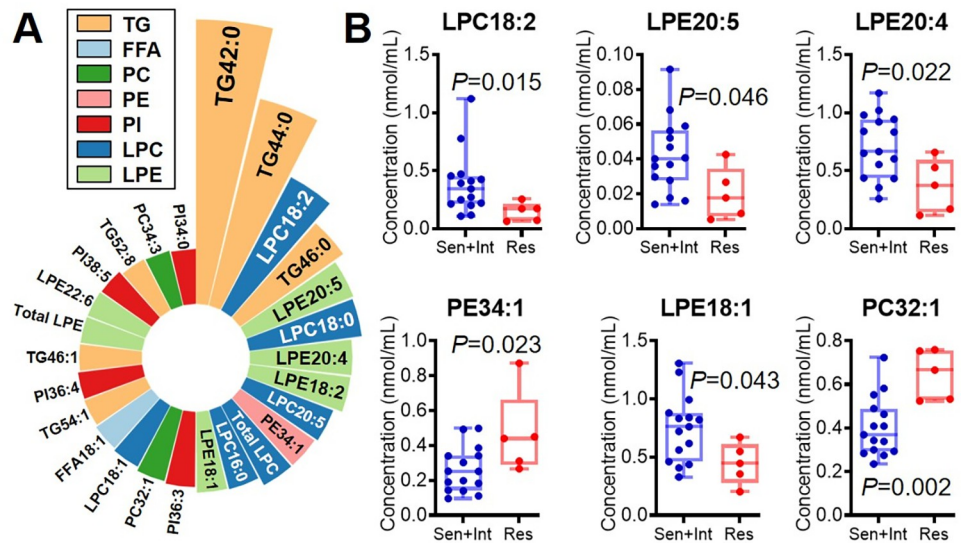 A
TG
FFA
PC
PE
PI
LPC
LPE
TG42:0
TG44:0
LPC18:2
TG46:0
LPE20:5
LPC18:0
LPE20:4
LPE18:2
LPC20:5
PE34:1
Total LPC
LPC16:0
LPE18:1
PI36:3
PC32:1
LPC18:1
FFA18:1
TG54:1
PI36:4
TG46:1
Total LPE
LPE22:6
PI38:5
TG52:8
PC34:3
PI34:0
B
LPC18:2
Concentration (nmol/mL)
1.5
1.0
0.5
0.0
P=0.015
Sen+Int Res
LPE20:5
Concentration (nmol/mL)
0.10
0.08
0.06
0.04
0.02
0.00
P=0.046
Sen+Int Res
LPE20:4
Concentration (nmol/mL)
1.5
1.0
0.5
0.0
P=0.022
Sen+Int Res
PE34:1
Concentration (nmol/mL)
1.0
0.8
0.6
0.4
0.2
0.0
P=0.023
Sen+Int Res
LPE18:1
Concentration (nmol/mL)
1.5
1.0
0.5
0.0
P=0.043
Sen+Int Res
PC32:1
Concentration (nmol/mL)
0.8
0.6
0.4
0.2
0.0
P=0.002
Sen+Int Res